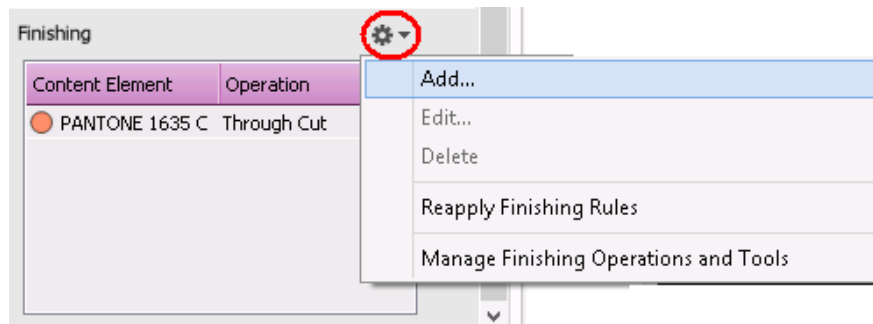 Finishing
Content Element Operation
PANTONE 1635 C Through Cut
Add...
Edit...
Delete
Reapply Finishing Rules
Manage Finishing Operations and Tools